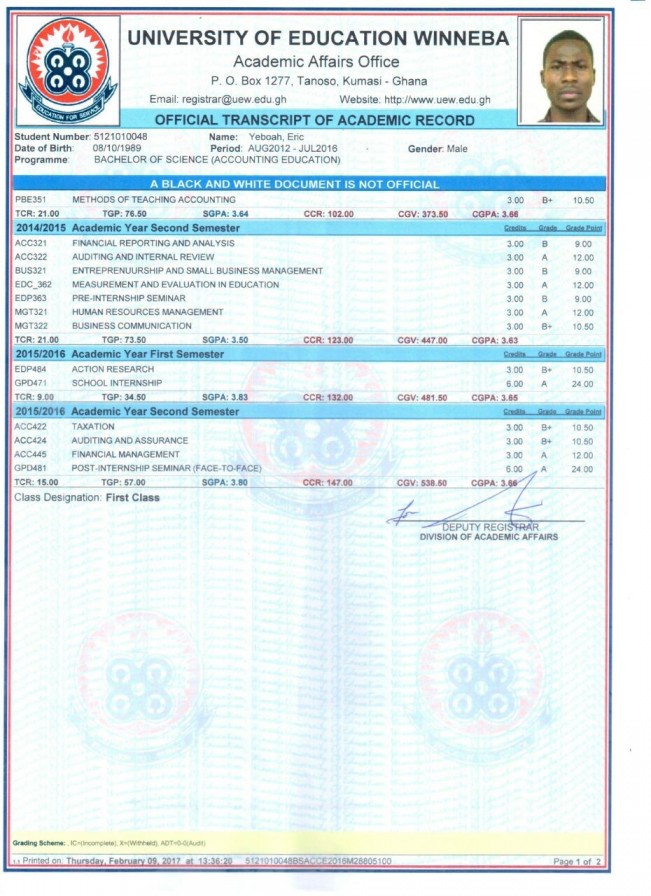 UNIVERSITY OF EDUCATION WINNEBA
Academic Affairs Office
P. O. Box 1277, Tanoso, Kumasi - Ghana
Email: registrar@uew.edu.gh Website: http://www.uew.edu.gh
EDUCATION FOR SERVICE
OFFICIAL TRANSCRIPT OF ACADEMIC RECORD
Student Number: 5121010048 Name: Yeboah, Eric
Date of Birth: 08/10/1989 Period: AUG2012 - JUL2016 Gender: Male
Programme: BACHELOR OF SCIENCE (ACCOUNTING EDUCATION)
A BLACK AND WHITE DOCUMENT IS NOT OFFICIAL
PBE351 METHODS OF TEACHING ACCOUNTING 3.00 B+ 10.50
TCR: 21.00 TGP: 76.50 SGPA: 3.64 CCR: 102.00 CGV: 373.50 CGPA: 3.66
2014/2015 Academic Year Second Semester Credits Grade Grade Point
ACC321 FINANCIAL REPORTING AND ANALYSIS 3.00 B 9.00
ACC322 AUDITING AND INTERNAL REVIEW 3.00 A 12.00
BUS321 ENTREPRENUURSHIP AND SMALL BUSINESS MANAGEMENT 3.00 B 9.00
EDC_362 MEASUREMENT AND EVALUATION IN EDUCATION 3.00 A 12.00
EDP363 PRE-INTERNSHIP SEMINAR 3.00 B 9.00
MGT321 HUMAN RESOURCES MANAGEMENT 3.00 A 12.00
MGT322 BUSINESS COMMUNICATION 3.00 B+ 10.50
TCR: 21.00 TGP: 73.50 SGPA: 3.50 CCR: 123.00 CGV: 447.00 CGPA: 3.63
2015/2016 Academic Year First Semester Credits Grade Grade Point
EDP484 ACTION RESEARCH 3.00 B+ 10.50
GPD471 SCHOOL INTERNSHIP 6.00 A 24.00
TCR: 9.00 TGP: 34.50 SGPA: 3.83 CCR: 132.00 CGV: 481.50 CGPA: 3.65
2015/2016 Academic Year Second Semester Credits Grade Grade Point
ACC422 TAXATION 3.00 B+ 10.50
ACC424 AUDITING AND ASSURANCE 3.00 B+ 10.50
ACC445 FINANCIAL MANAGEMENT 3.00 A 12.00
GPD481 POST-INTERNSHIP SEMINAR (FACE-TO-FACE) 6.00 A 24.00
TCR: 15.00 TGP: 57.00 SGPA: 3.80 CCR: 147.00 CGV: 538.50 CGPA: 3.66
Class Designation: First Class
DEPUTY REGISTRAR
DIVISION OF ACADEMIC AFFAIRS
Grading Scheme: IC=(Incomplete), X=(Withheld), ADT=0-0(Audit)
1.1 Printed on: Thursday, February 09, 2017 at 13:36:20 5121010048BSACCE2016M28805100 Page 1 of 2